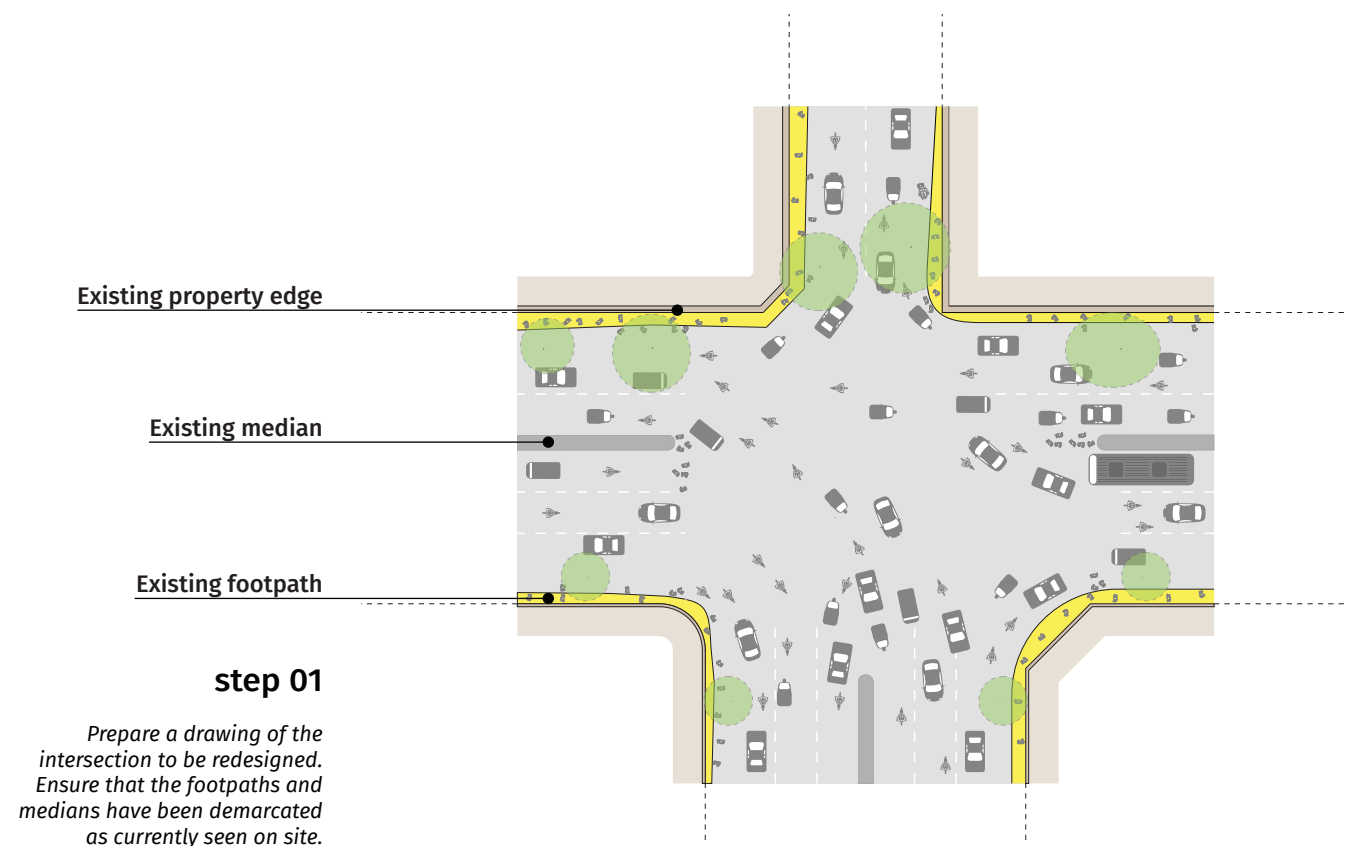 Existing property edge
Existing median
Existing footpath
step 01
Prepare a drawing of the
intersection to be redesigned.
Ensure that the footpaths and
medians have been demarcated
as currently seen on site.